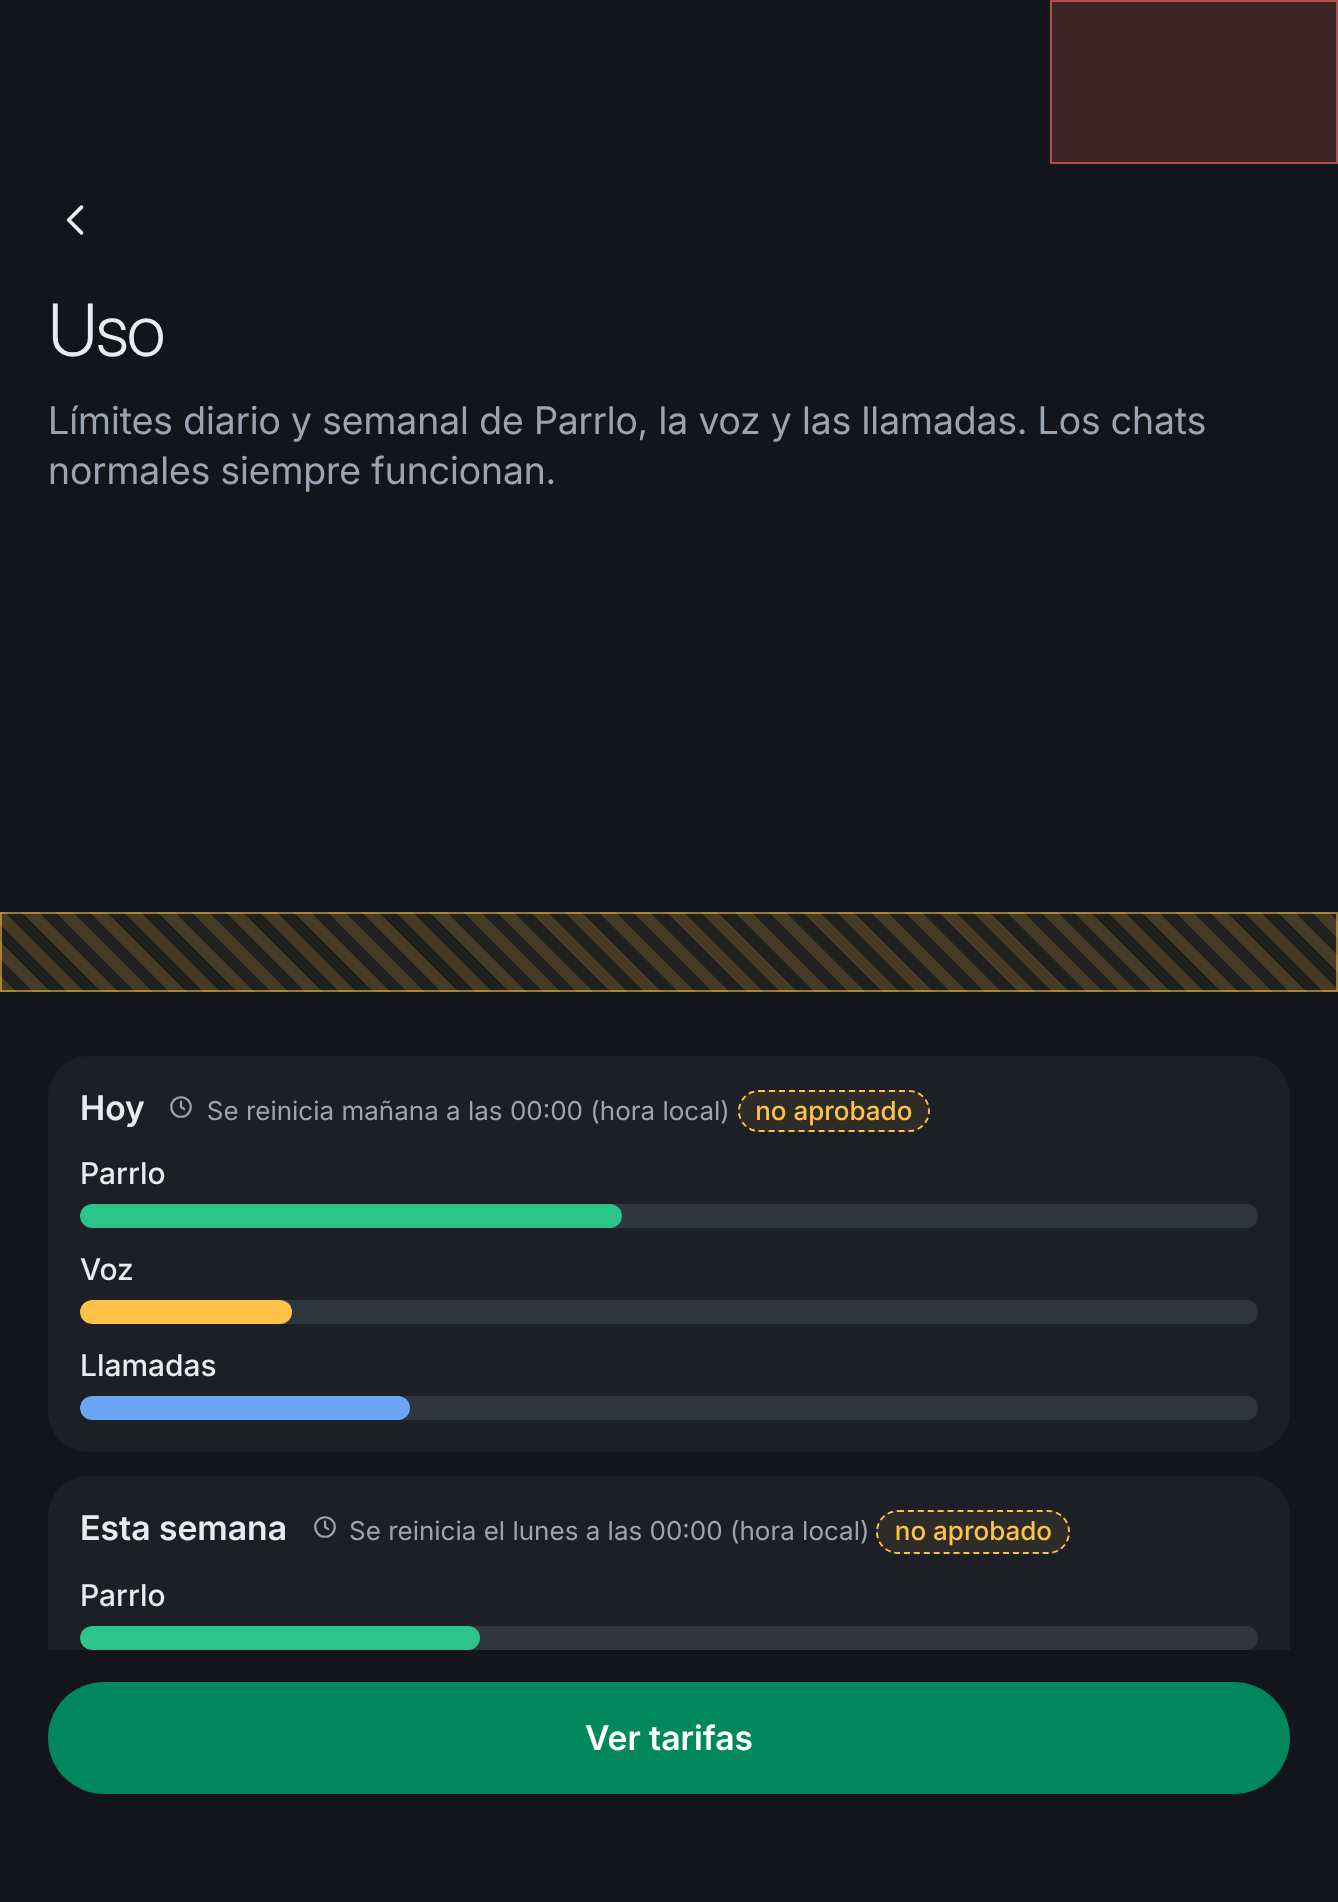 Uso
Límites diario y semanal de Parrlo, la voz y las llamadas. Los chats
normales siempre funcionan.
Hoy Se reinicia mañana a las 00:00 (hora local) no aprobado
Parrlo
Voz
Llamadas
Esta semana Se reinicia el lunes a las 00:00 (hora local) no aprobado
Parrlo
Ver tarifas